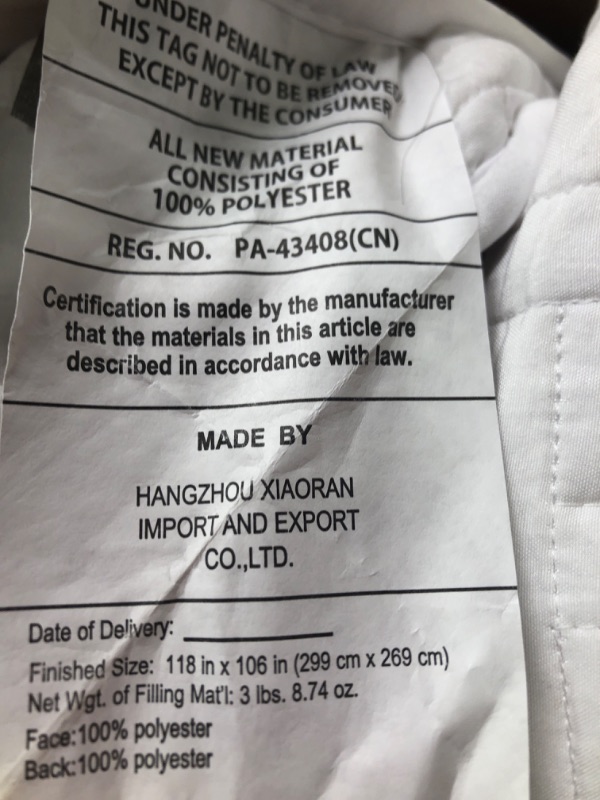 UNDER PENALTY OF LAW
THIS TAG NOT TO BE REMOVED
EXCEPT BY THE CONSUMER
ALL NEW MATERIAL
CONSISTING OF
100% POLYESTER
REG. NO. PA-43408(CN)
Certification is made by the manufacturer
that the materials in this article are
described in accordance with law.
MADE BY
HANGZHOU XIAORAN
IMPORT AND EXPORT
CO.,LTD.
Date of Delivery:
Finished Size: 118 in x 106 in (299 cm x 269 cm)
Net Wgt. of Filling Mat'l: 3 lbs. 8.74 oz.
Face:100% polyester
Back:100% polyester